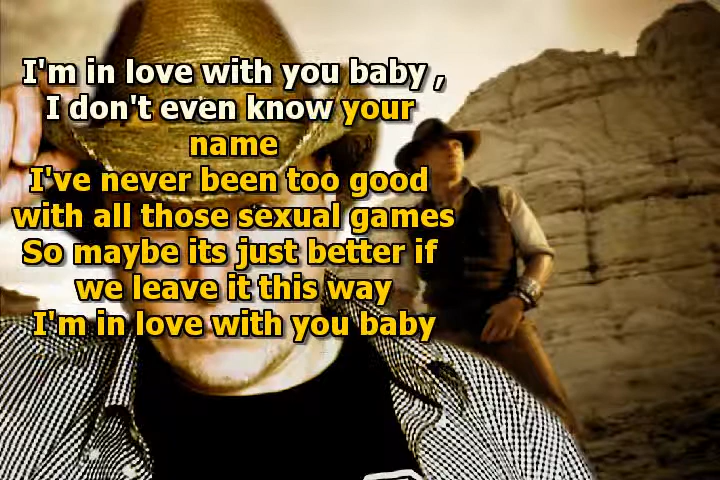 I'm in love with you baby ,
I don't even know your
name
I've never been too good
with all those sexual games
So maybe its just better if
we leave it this way
I'm in love with you baby